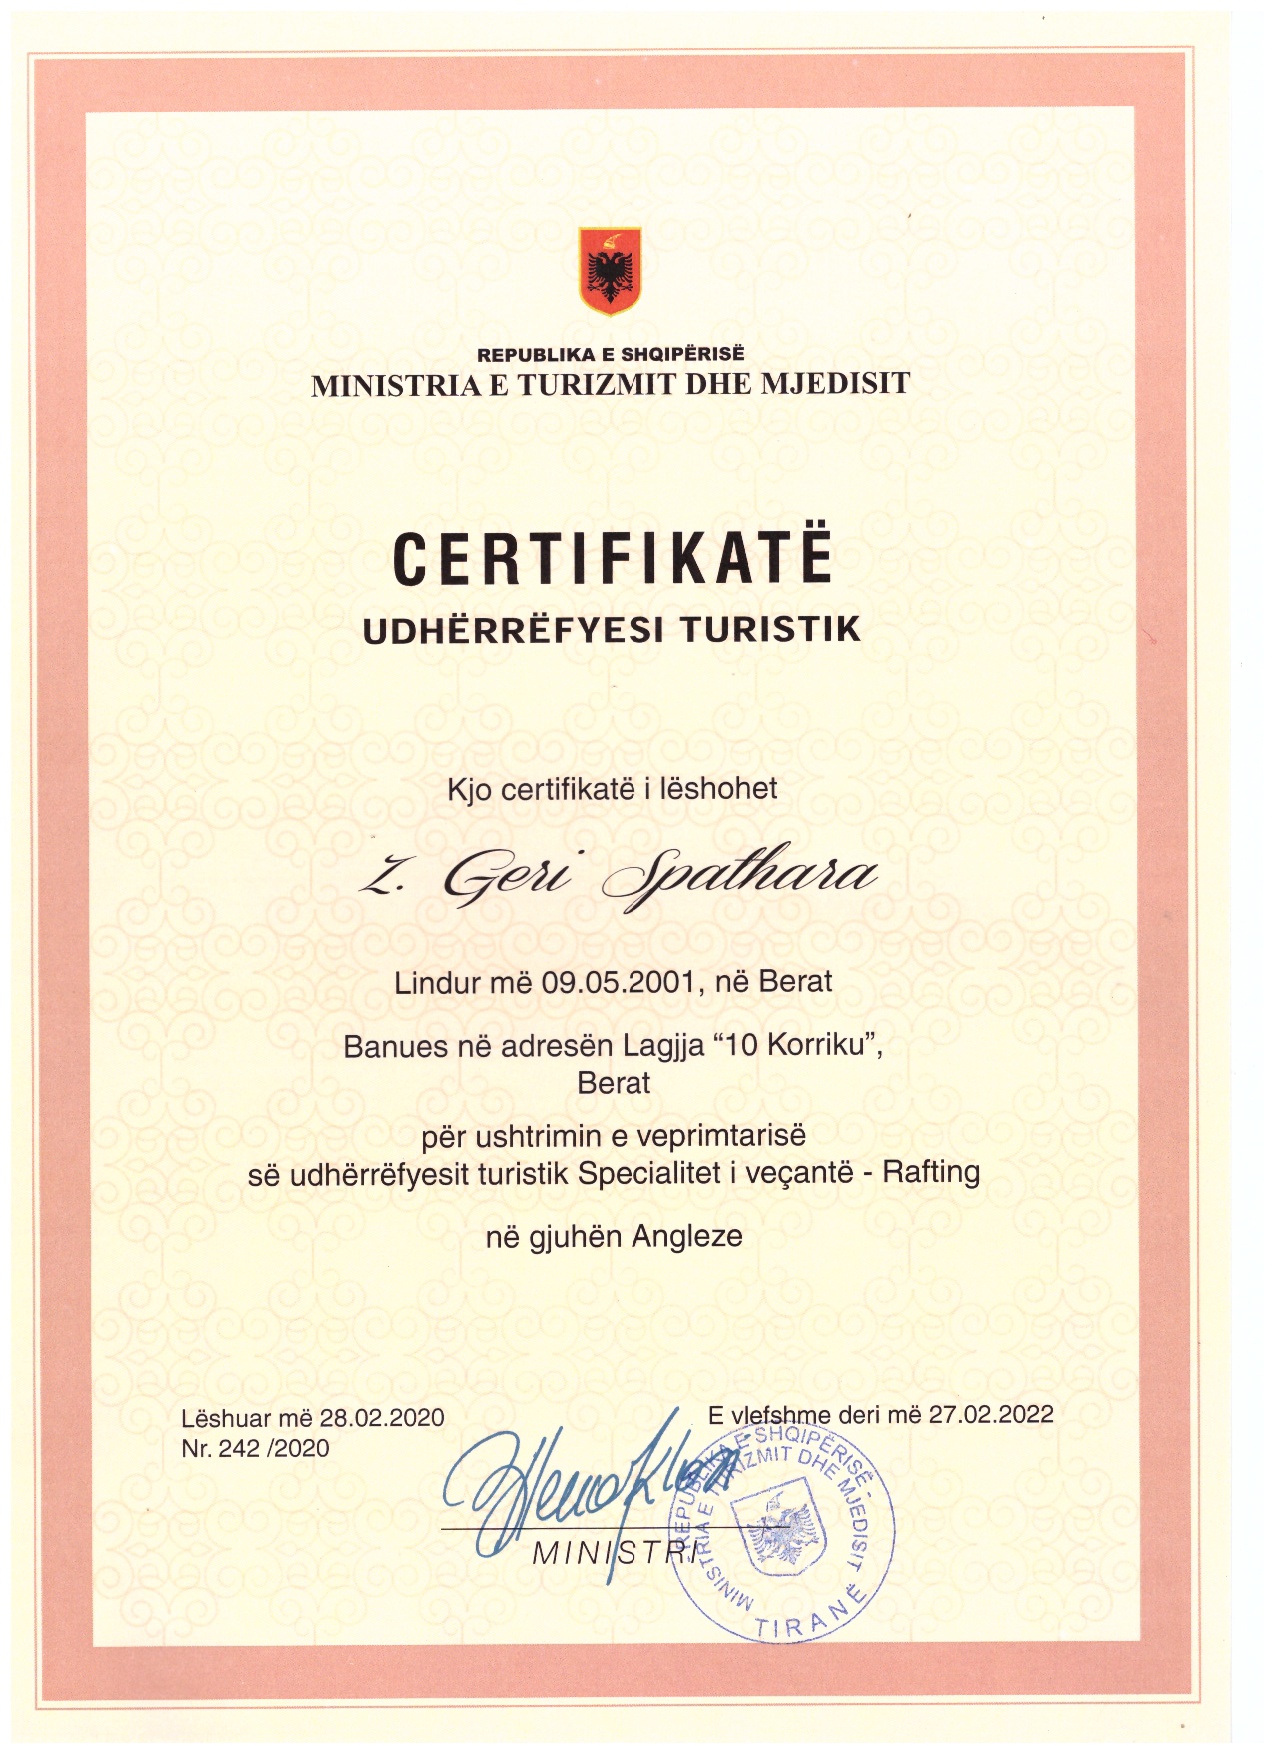 REPUBLIKA E SHQIPËRISË
MINISTRIA E TURIZMIT DHE MJEDISIT
CERTIFIKATË
UDHËRRËFYESI TURISTIK
Kjo certifikatë i lëshohet
Z. Geri Spathara
Lindur më 09.05.2001, në Berat
Banues në adresën Lagjja “10 Korriku”,
Berat
për ushtrimin e veprimtarisë
së udhërrëfyesit turistik Specialitet i veçantë - Rafting
në gjuhën Angleze
Lëshuar më 28.02.2020
Nr. 242 /2020
E vlefshme deri më 27.02.2022
MINISTRI
- REPUBLIKA E SHQIPËRISË -
MINISTRIA E TURIZMIT DHE MJEDISIT
TIRANË